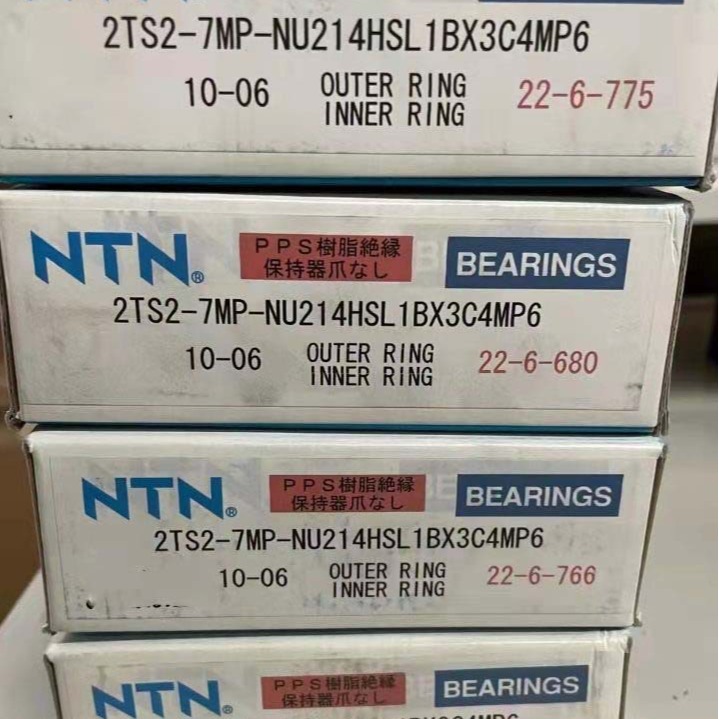 2TS2-7MP-NU214HSL1BX3C4MP6
10-06 OUTER RING 22-6-775
INNER RING
NTN®
PPS樹脂絶縁
保持器爪なし
BEARINGS
2TS2-7MP-NU214HSL1BX3C4MP6
10-06 OUTER RING 22-6-680
INNER RING
NTN®
PPS樹脂絶縁
保持器爪なし
BEARINGS
2TS2-7MP-NU214HSL1BX3C4MP6
10-06 OUTER RING 22-6-766
INNER RING
NTN®
PPS樹脂絶縁
保持器爪なし
BEARINGS